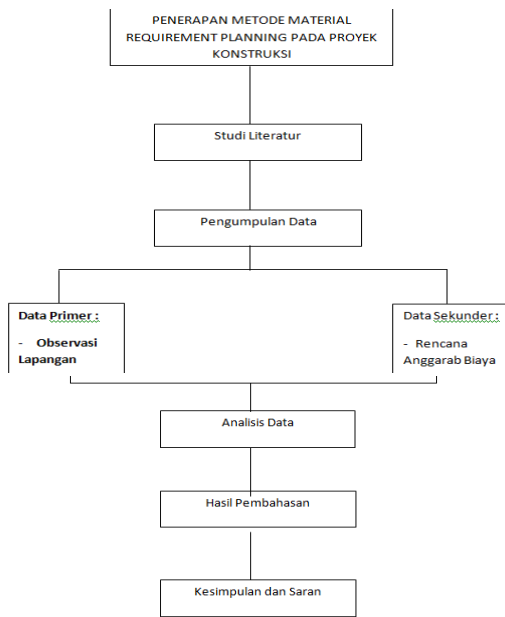 PENERAPAN METODE MATERIAL
REQUIREMENT PLANNING PADA PROYEK
KONSTRUKSI
Studi Literatur
Pengumpulan Data
Data Primer :
- Observasi
Lapangan
Data Sekunder :
- Rencana
Anggarab Biaya
Analisis Data
Hasil Pembahasan
Kesimpulan dan Saran